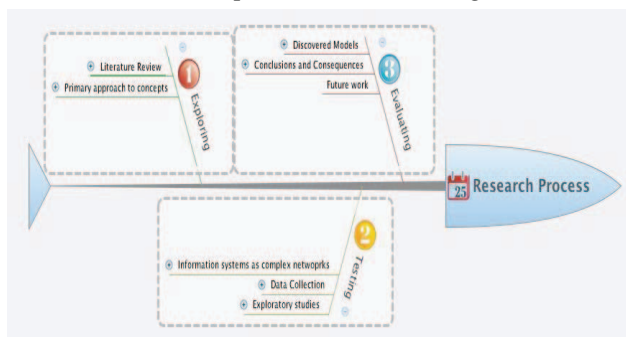 1
Exploring
Literature Review
Primary approach to concepts
2
Testing
Information systems as complex netwoprks
Data Collection
Exploratory studies
3
Evaluating
Discovered Models
Conclusions and Consequences
Future work
25
Research Process